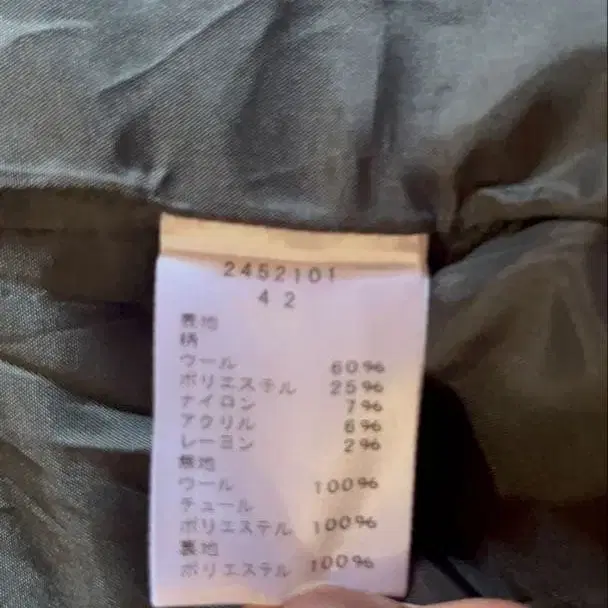 2452101
42
表地
柄
ウール 60%
ポリエステル 25%
ナイロン 7%
アクリル 6%
レーヨン 2%
無地
ウール 100%
チュール
ポリエステル 100%
裏地
ポリエステル 100%